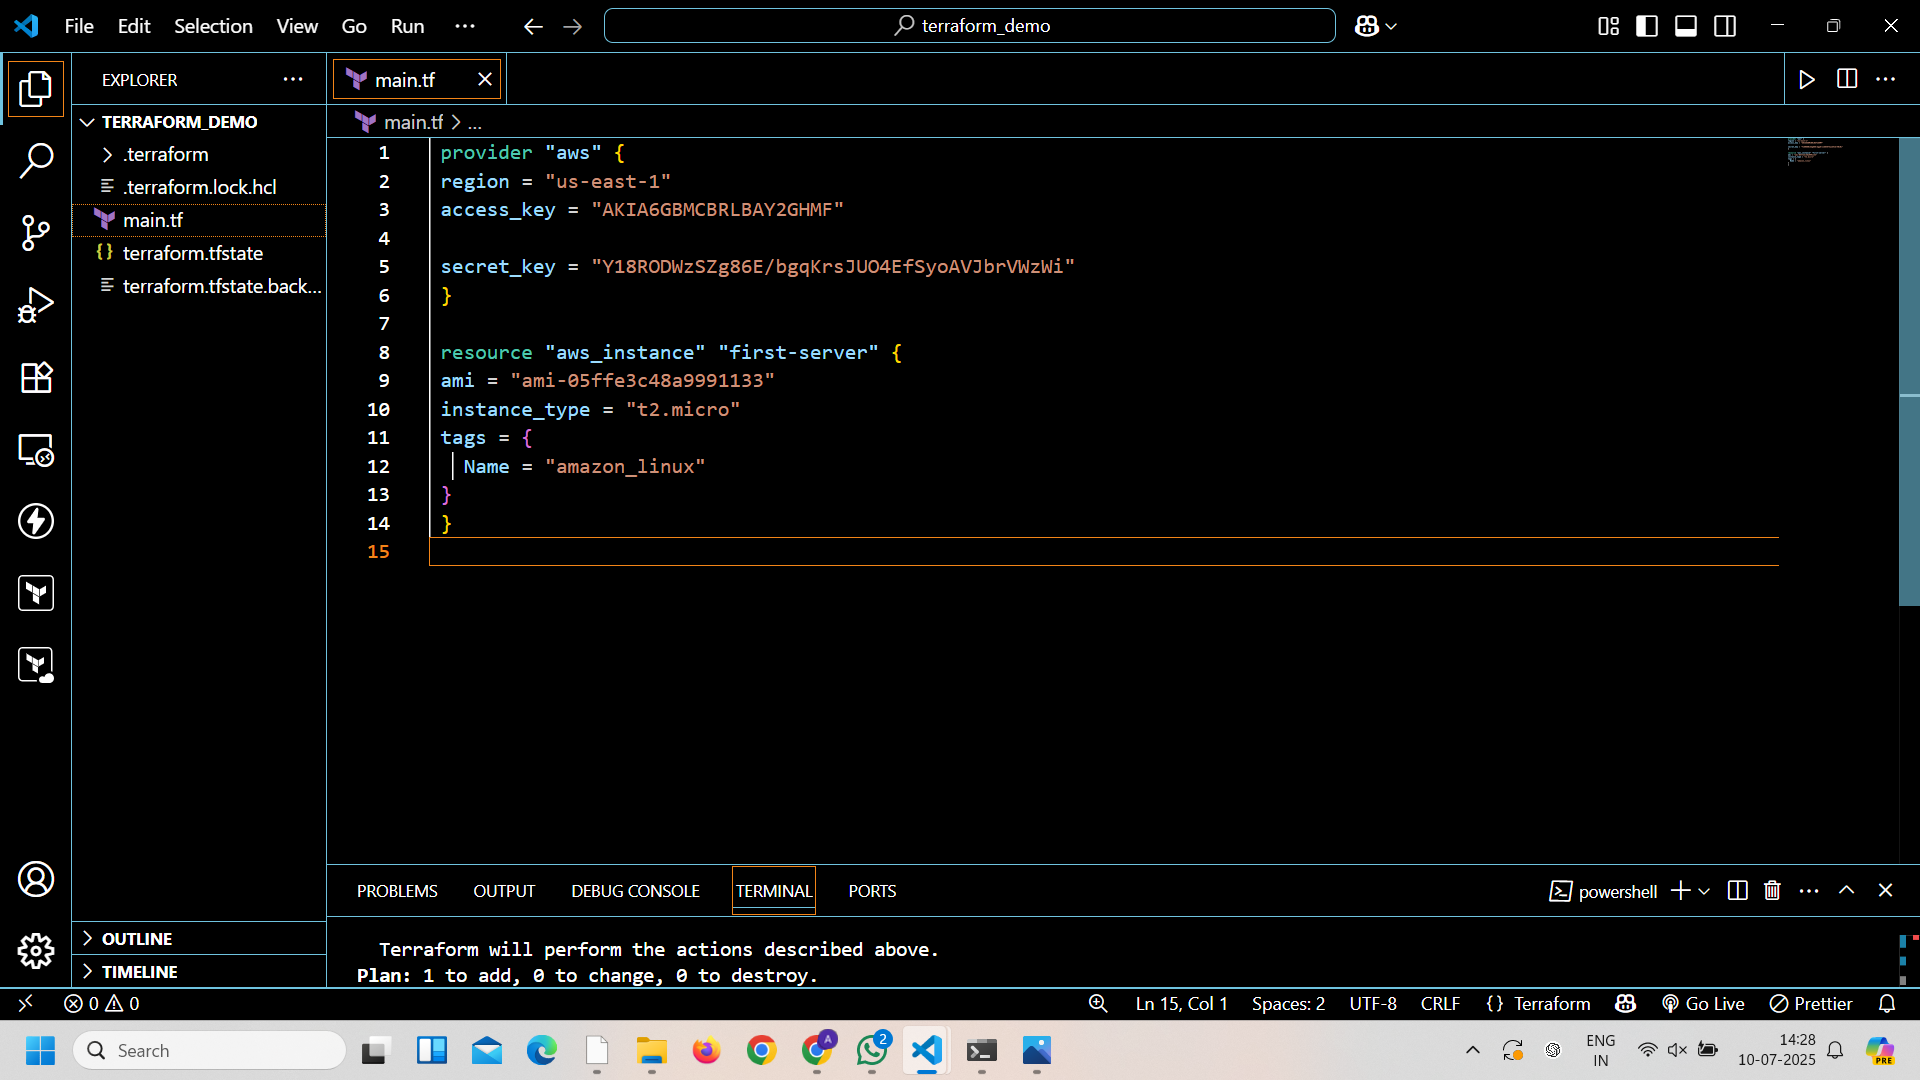 File Edit Selection View Go Run
terraform_demo
EXPLORER
TERRAFORM_DEMO
.terraform
.terraform.lock.hcl
main.tf
terraform.tfstate
terraform.tfstate.back...
OUTLINE
TIMELINE
main.tf
main.tf > ...
1 provider "aws" {
2 region = "us-east-1"
3 access_key = "AKIA6GBMCBRLBAY2GHMF"
4
5 secret_key = "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"
6 }
7
8 resource "aws_instance" "first-server" {
9 ami = "ami-05ffe3c48a9991133"
10 instance_type = "t2.micro"
11 tags = {
12 Name = "amazon_linux"
13 }
14 }
15
PROBLEMS OUTPUT DEBUG CONSOLE TERMINAL PORTS
powershell
Terraform will perform the actions described above.
Plan: 1 to add, 0 to change, 0 to destroy.
0 0 Ln 15, Col 1 Spaces: 2 UTF-8 CRLF {} Terraform Go Live Prettier
Search
A
2
ENG
IN
14:28
10-07-2025
PRE